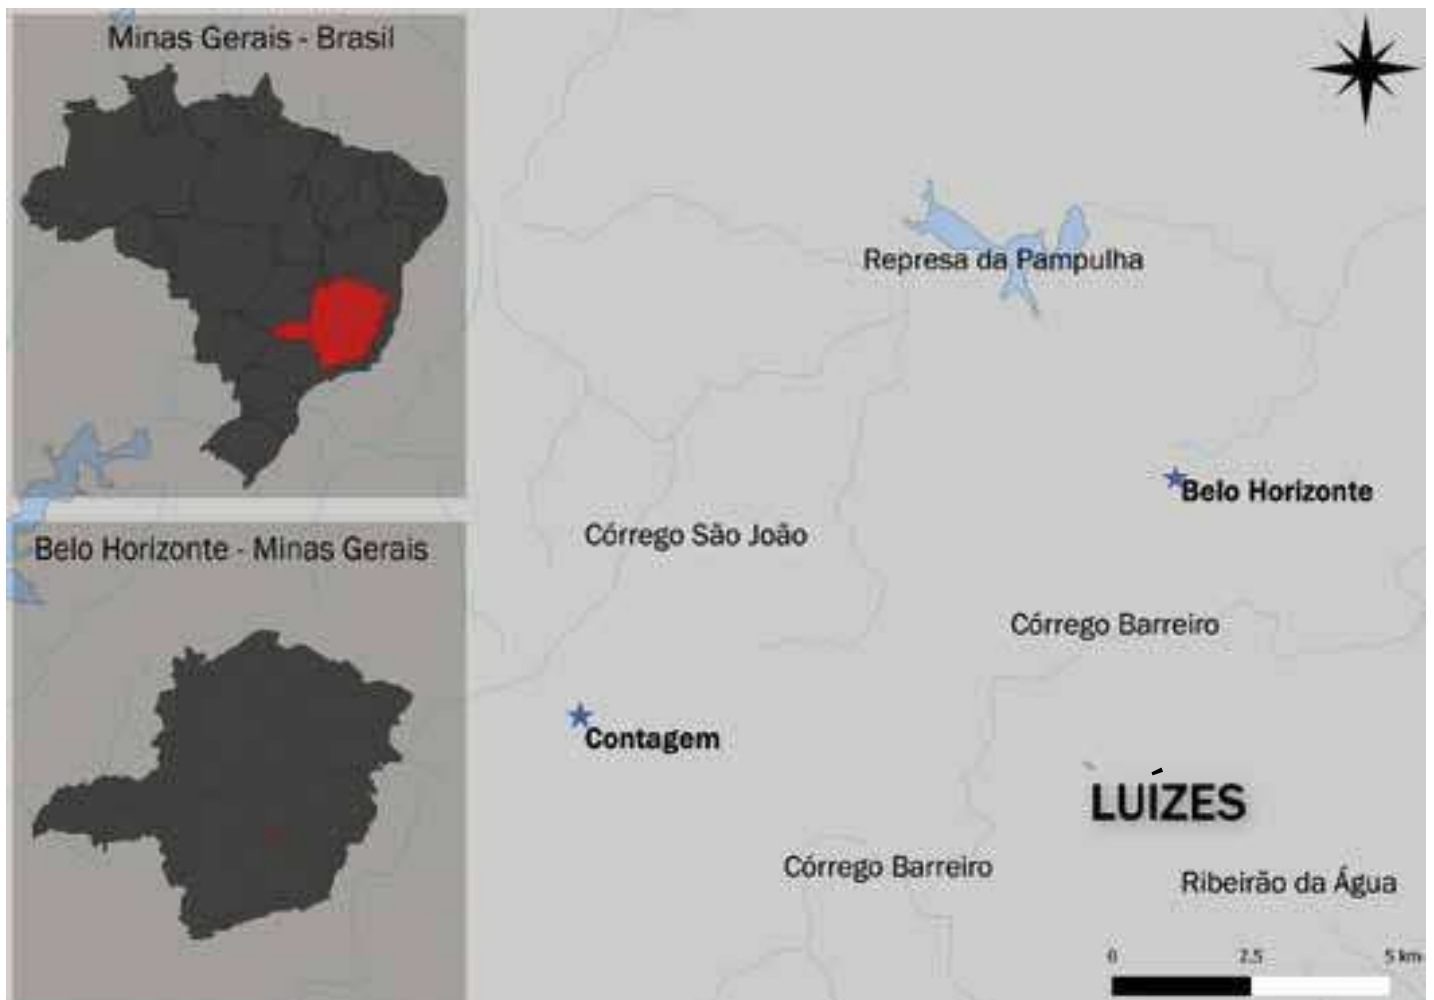 Minas Gerais - Brasil
Represa da Pampulha
Belo Horizonte
Córrego São João
Belo Horizonte - Minas Gerais
Córrego Barreiro
Contagem
LUÍZES
Córrego Barreiro
Ribeirão da Água
0 2.5 5 km